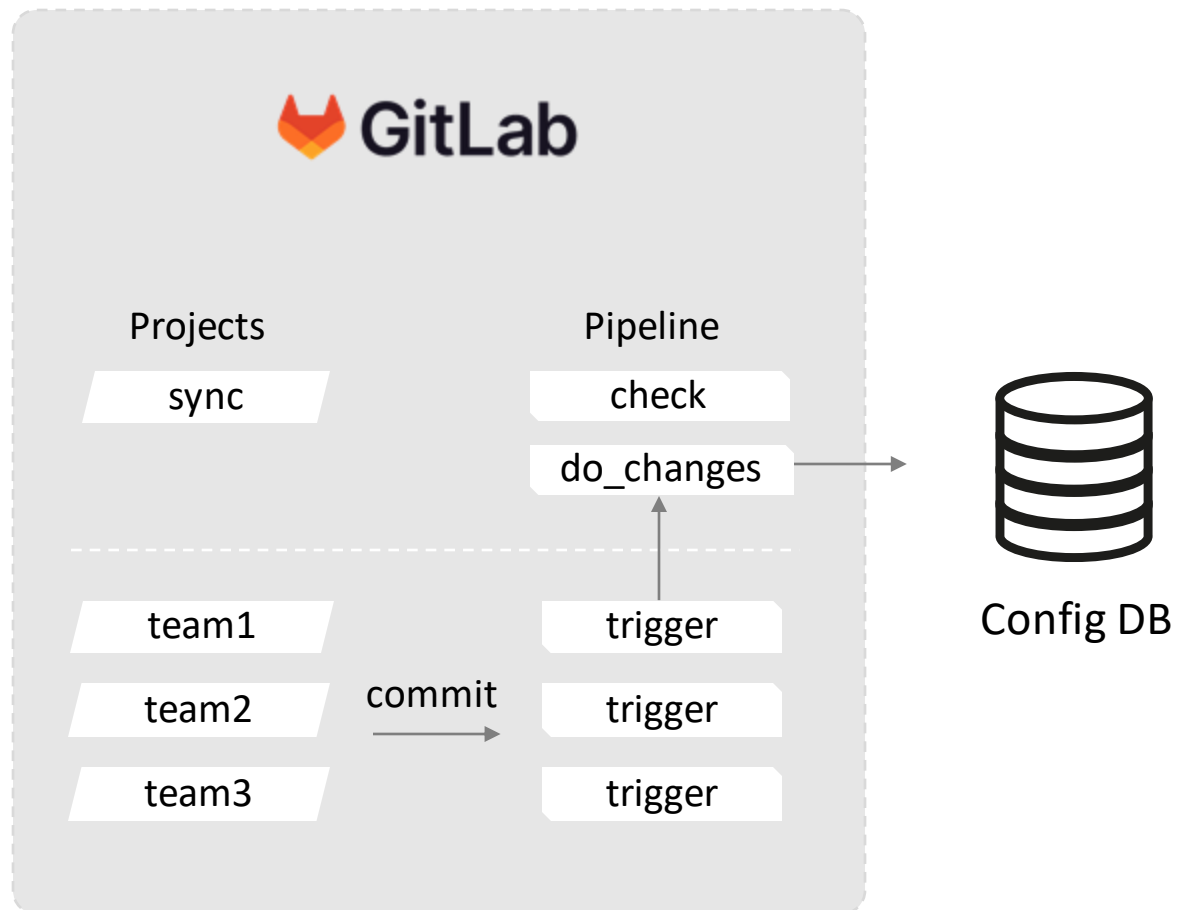 GitLab
Projects
Pipeline
sync
check
do_changes
team1
trigger
Config DB
commit
team2
trigger
team3
trigger